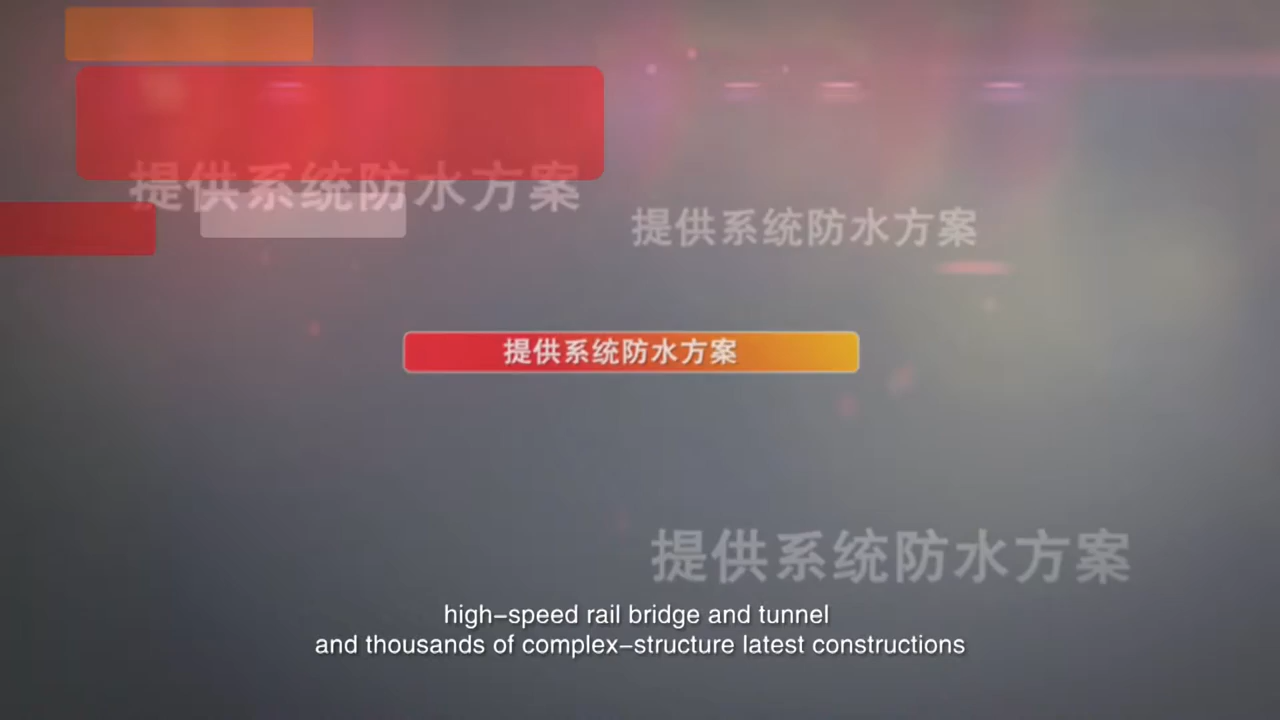 提供系统防水方案
提供系统防水方案
提供系统防水方案
提供系统防水方案
high-speed rail bridge and tunnel
and thousands of complex-structure latest constructions